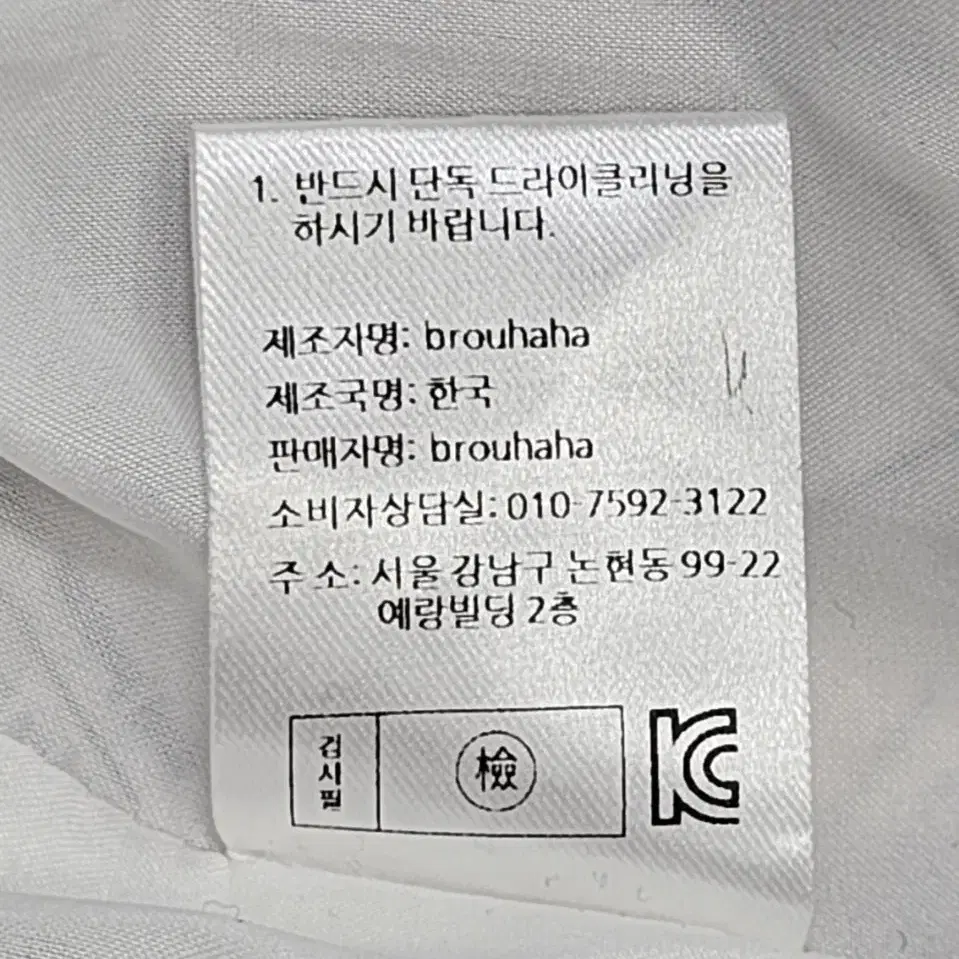 1. 반드시 단독 드라이클리닝을
하시기 바랍니다.
제조자명: brouhaha
제조국명: 한국
판매자명: brouhaha
소비자상담실: 010-7592-3122
주 소: 서울 강남구 논현동 99-22
예랑빌딩 2층
검시필
檢
KC